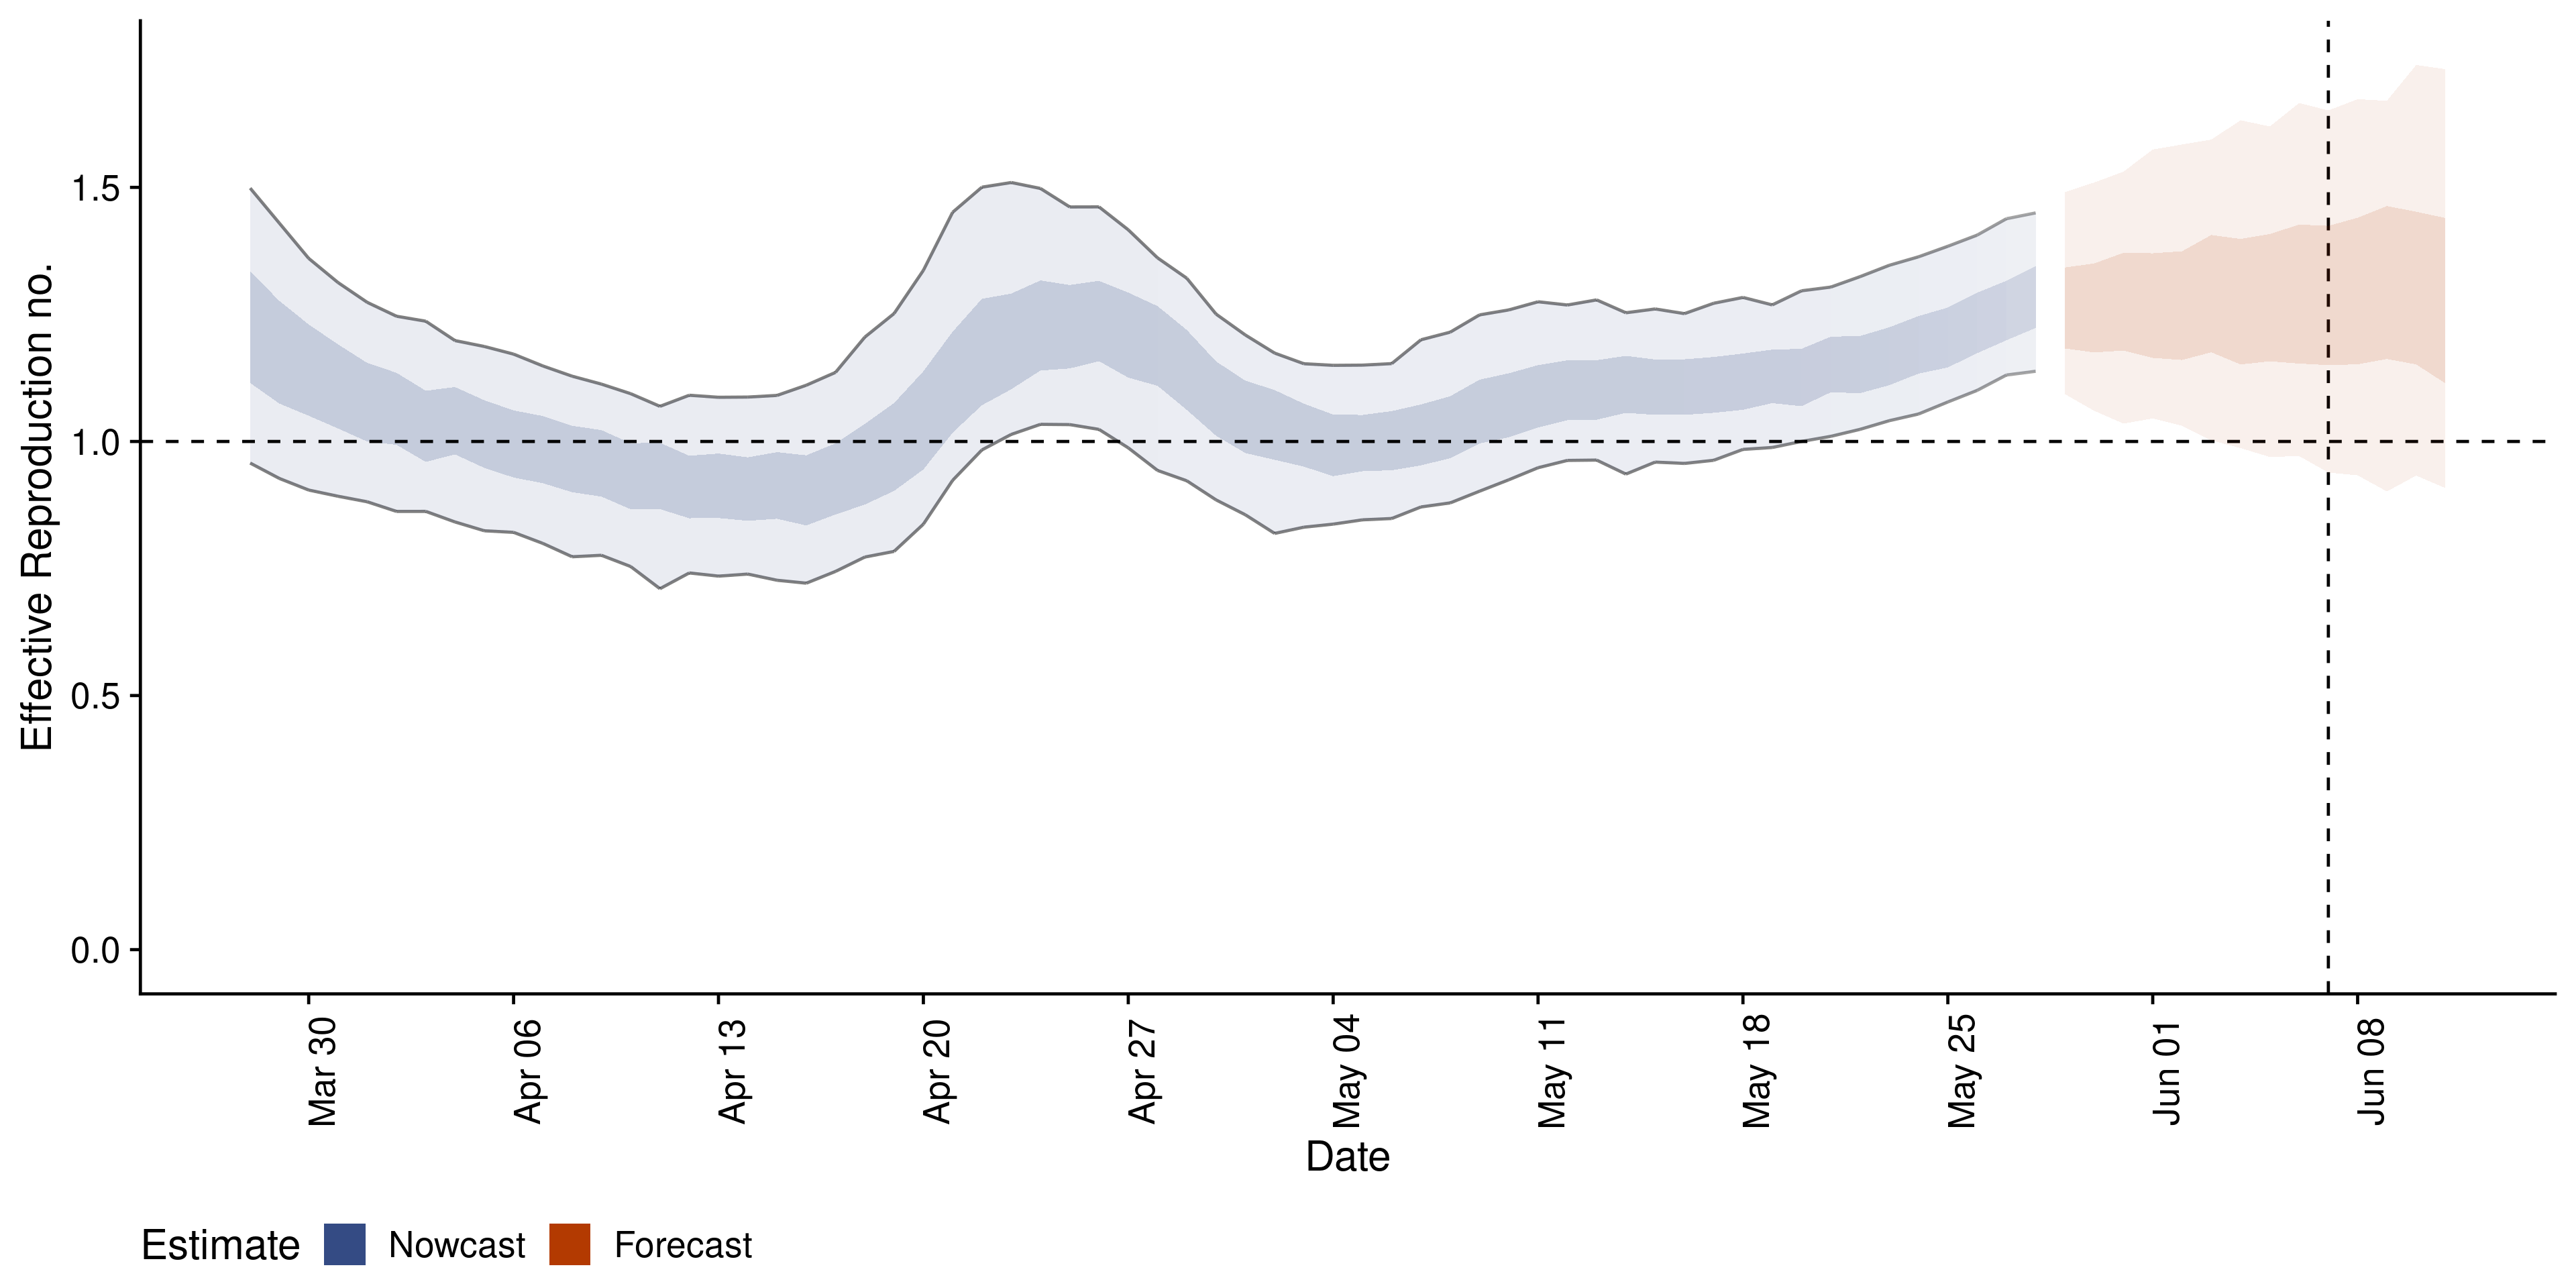 Effective Reproduction no.
1.5
1.0
0.5
0.0
Mar 30
Apr 06
Apr 13
Apr 20
Apr 27
May 04
May 11
May 18
May 25
Jun 01
Jun 08
Date
Estimate Nowcast Forecast